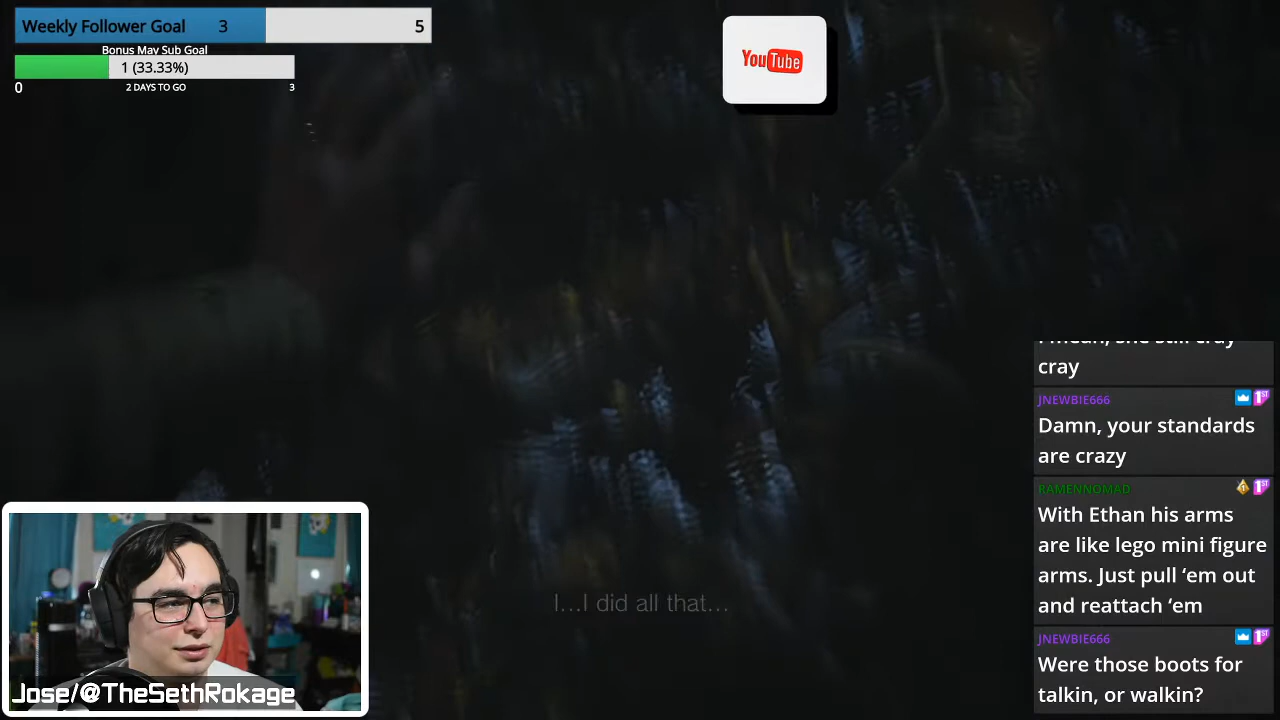 Weekly Follower Goal 3 5
Bonus May Sub Goal
1 (33.33%)
0 2 DAYS TO GO 3
YouTube
cray
JNEWBIE666
Damn, your standards
are crazy
RAMENNOMAD
With Ethan his arms
are like lego mini figure
arms. Just pull ‘em out
and reattach ‘em
JNEWBIE666
Were those boots for
talkin, or walkin?
I...I did all that...
Jose/@TheSethRokage